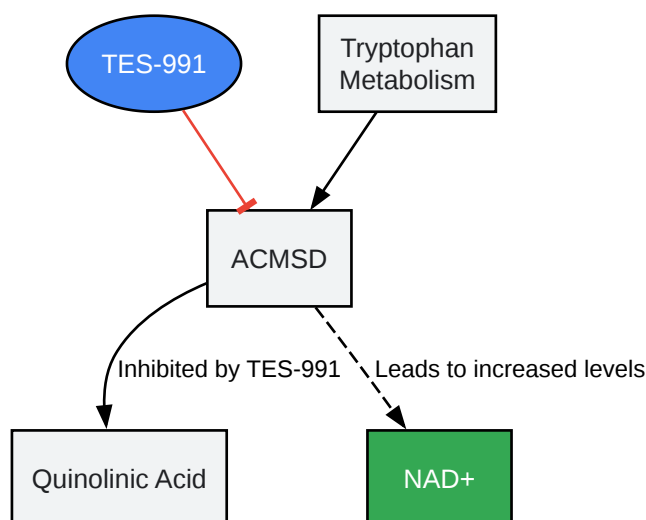 TES-991
Tryptophan
Metabolism
ACMSD
Inhibited by TES-991
Leads to increased levels
Quinolinic Acid
NAD+